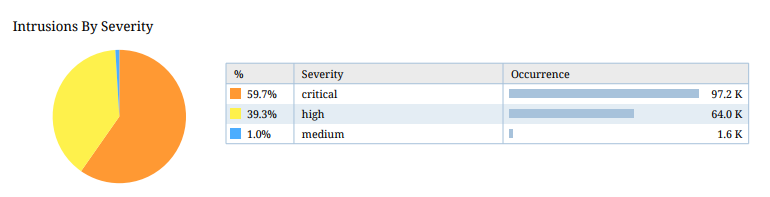 Intrusions By Severity
% Severity Occurrence
59.7% critical 97.2 K
39.3% high 64.0 K
1.0% medium 1.6 K